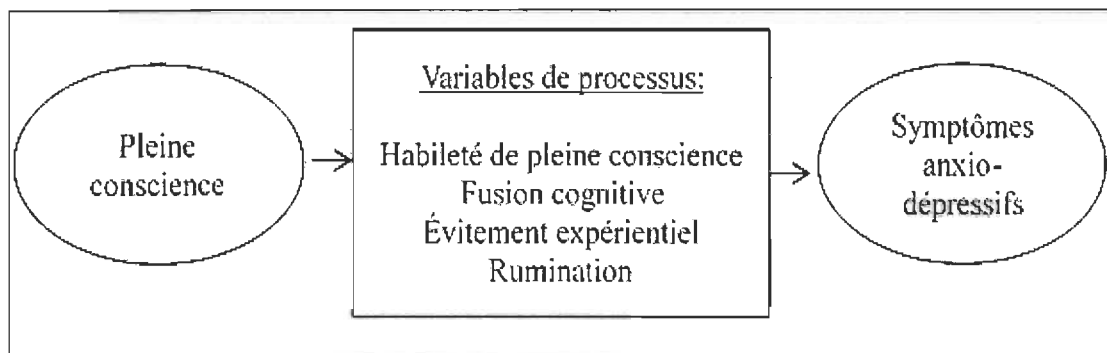 Pleine
conscience
Variables de processus:
Habileté de pleine conscience
Fusion cognitive
Évitement expérientiel
Rumination
Symptômes
anxio-
dépressifs